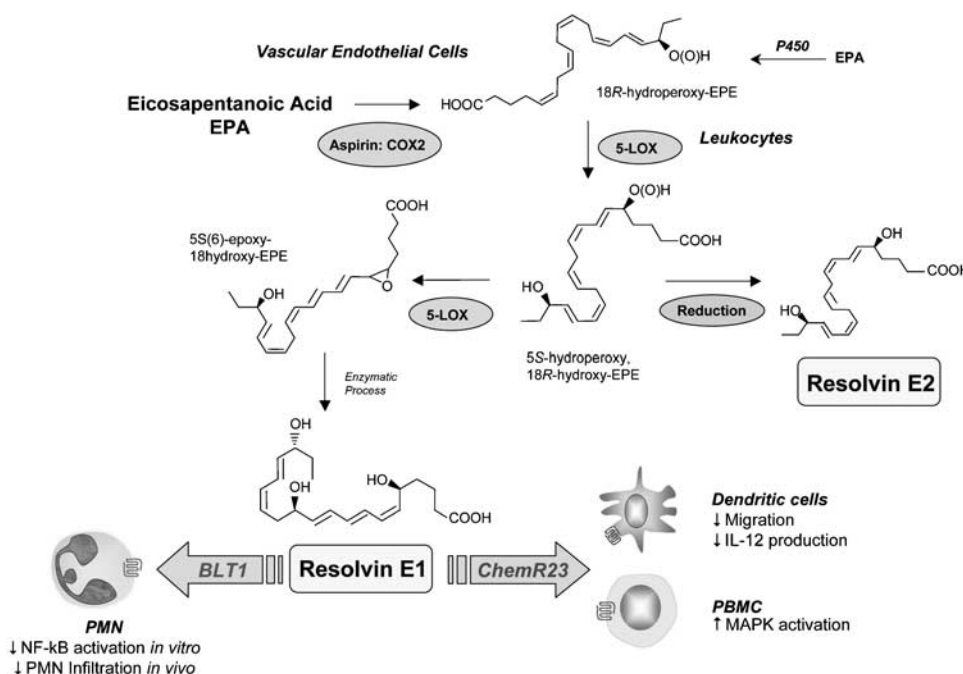 Vascular Endothelial Cells
O(O)H
P450
EPA
HOOC
18R-hydroperoxy-EPE
Eicosapentanoic Acid
EPA
Aspirin: COX2
5-LOX
Leukocytes
COOH
5S(6)-epoxy-
18hydroxy-EPE
O
OH
O(O)H
COOH
HO
5-LOX
Reduction
OH
COOH
HO
5S-hydroperoxy,
18R-hydroxy-EPE
Resolvin E2
Enzymatic
Process
OH
OH
HO
COOH
Dendritic cells
↓ Migration
↓ IL-12 production
BLT1
Resolvin E1
ChemR23
PMN
↓ NF-kB activation in vitro
↓ PMN Infiltration in vivo
PBMC
↑ MAPK activation